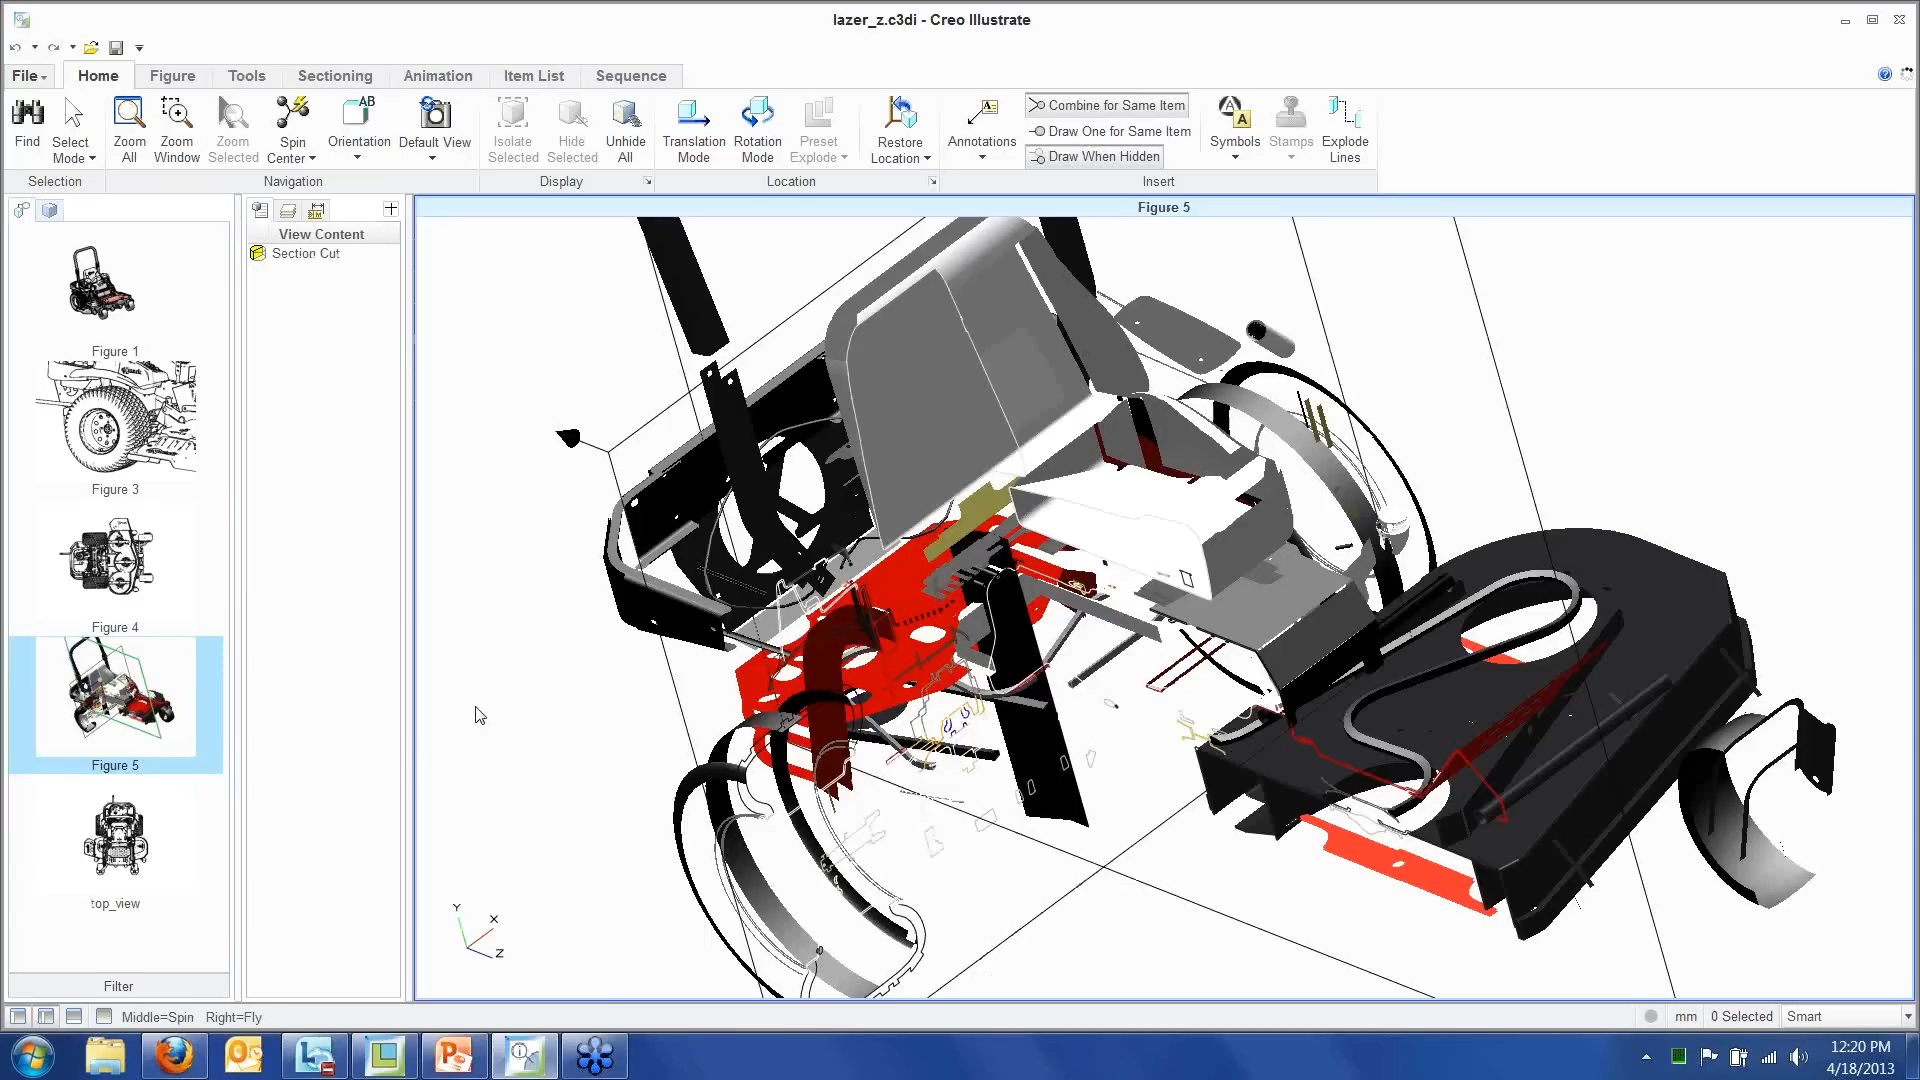 lazer_z.c3di - Creo Illustrate
File
Home
Figure
Tools
Sectioning
Animation
Item List
Sequence
Find
Select Mode
Zoom All
Zoom Window
Zoom Selected
Spin Center
AB
Orientation
Default View
Isolate Selected
Hide Selected
Unhide All
Translation Mode
Rotation Mode
Preset Explode
Restore Location
Annotations
Combine for Same Item
Draw One for Same Item
Draw When Hidden
Symbols
Stamps
Explode Lines
Selection
Navigation
Display
Location
Insert
View Content
Section Cut
Figure 5
Figure 1
Figure 3
Figure 4
Figure 5
top_view
Filter
Y
X
Z
Middle=Spin Right=Fly
mm
0 Selected
Smart
12:20 PM
4/18/2013